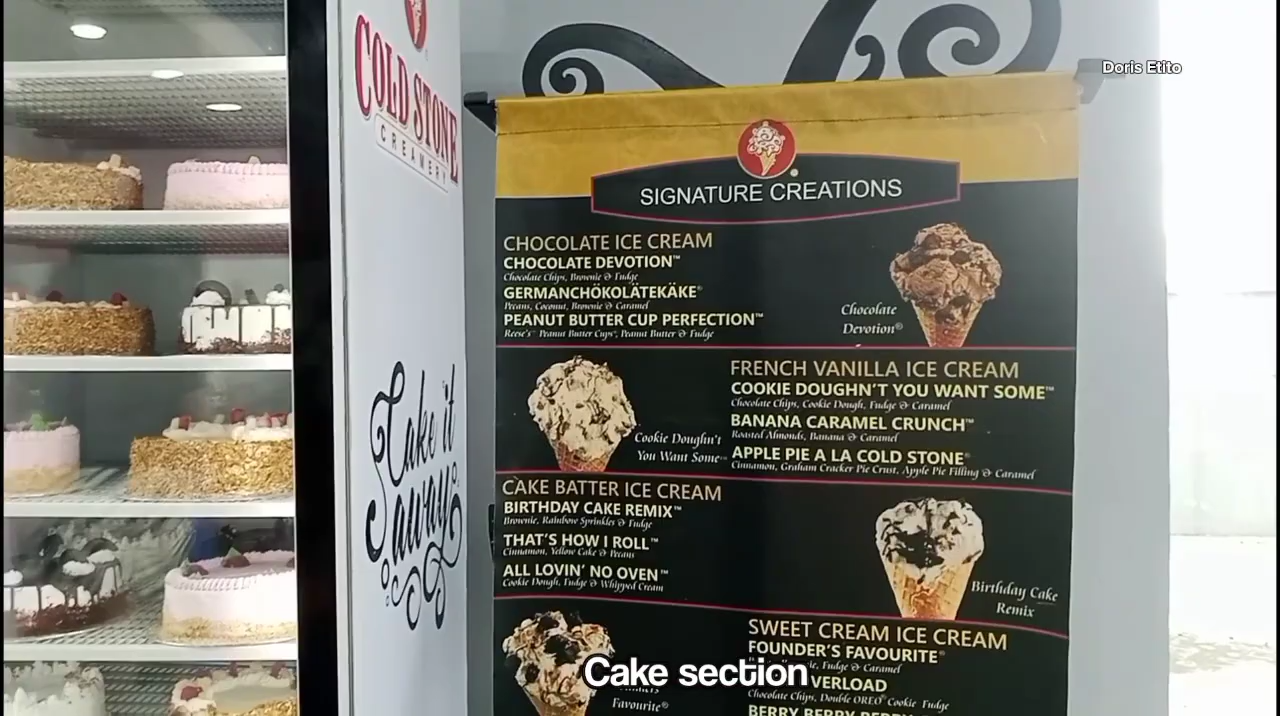 Doris Etito
COLD STONE
CREAMERY
Cake it
away
SIGNATURE CREATIONS
CHOCOLATE ICE CREAM
CHOCOLATE DEVOTION™
Chocolate Chips, Brownie & Fudge
GERMANCHÖKOLÄTEKÄKE®
Pecans, Coconut, Brownie & Caramel
PEANUT BUTTER CUP PERFECTION™
Reese's™ Peanut Butter Cups™, Peanut Butter & Fudge
Chocolate
Devotion®
FRENCH VANILLA ICE CREAM
COOKIE DOUGHN'T YOU WANT SOME™
Chocolate Chips, Cookie Dough, Fudge & Caramel
BANANA CARAMEL CRUNCH™
Roasted Almonds, Banana & Caramel
APPLE PIE A LA COLD STONE®
Cinnamon, Graham Cracker Pie Crust, Apple Pie Filling & Caramel
Cookie Doughn't
You Want Some™
CAKE BATTER ICE CREAM
BIRTHDAY CAKE REMIX™
Brownie, Rainbow Sprinkles & Fudge
THAT'S HOW I ROLL™
Cinnamon, Yellow Cake & Pecans
ALL LOVIN' NO OVEN™
Cookie Dough, Fudge & Whipped Cream
Birthday Cake
Remix
SWEET CREAM ICE CREAM
FOUNDER'S FAVOURITE®
Fudge & Caramel
Chocolate Chips, Double OREO® Cookie Fudge
BERRY BERRY
Favourite®
Cake section